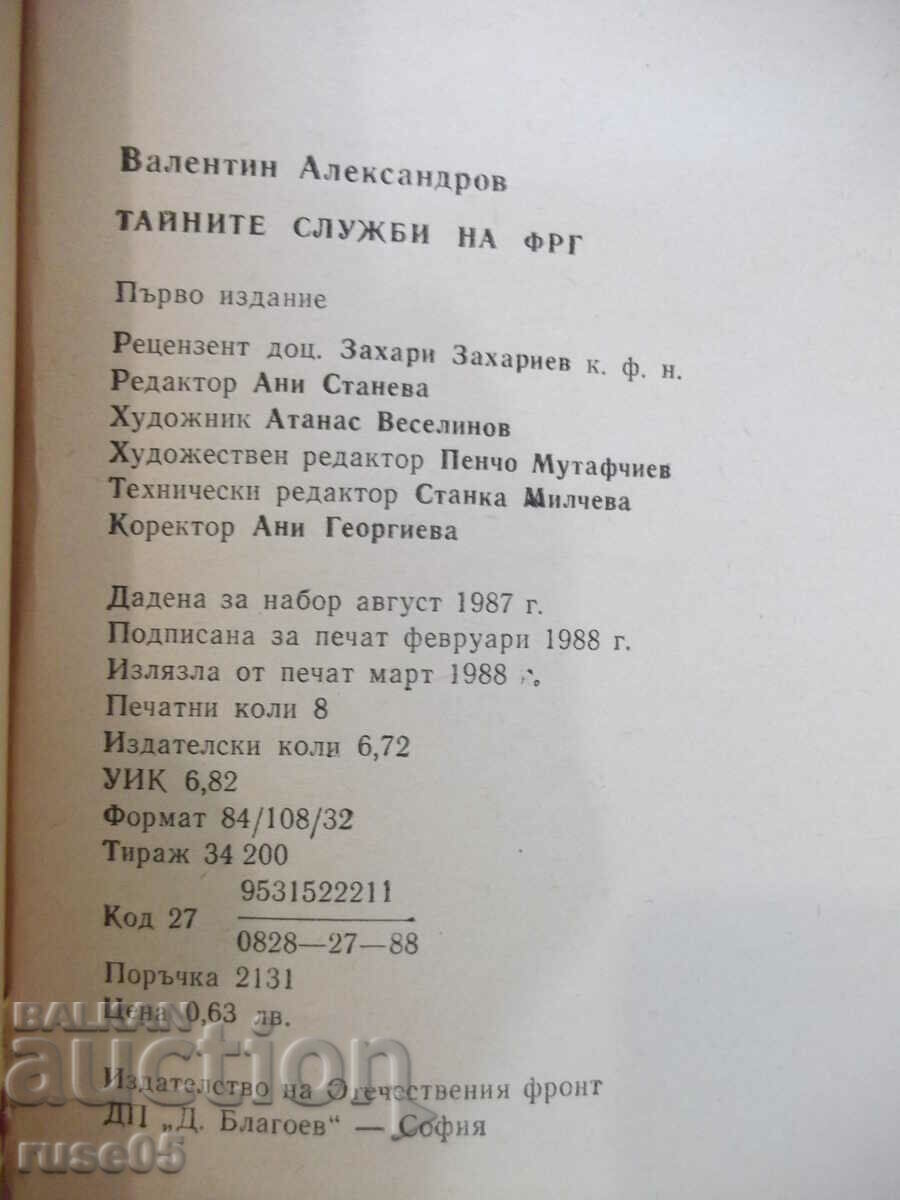 Валентин Александров
ТАЙНИТЕ СЛУЖБИ НА ФРГ
Първо издание
Рецензент доц. Захари Захариев к. ф. н.
Редактор Ани Станева
Художник Атанас Веселинов
Художествен редактор Пенчо Мутафчиев
Технически редактор Станка Милчева
Коректор Ани Георгиева
Дадена за набор август 1987 г.
Подписана за печат февруари 1988 г.
Излязла от печат март 1988 г.
Печатни коли 8
Издателски коли 6,72
УИК 6,82
Формат 84/108/32
Тираж 34 200
9531522211
Код 27
0828—27—88
Поръчка 2131
Цена 0,63 лв.
BALKAN
auction
Издателство на Отечествения фронт
ДП „Д. Благоев“ — София
ruse05